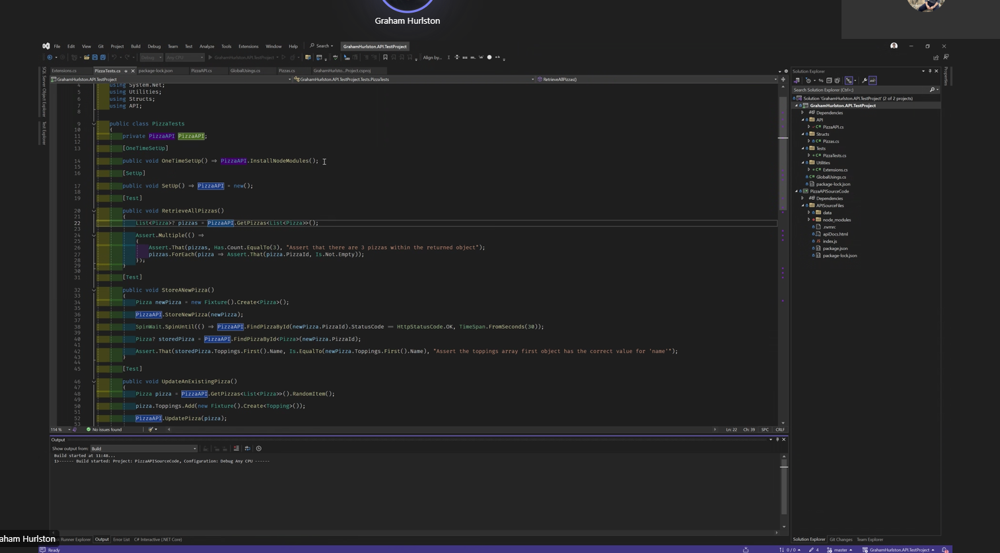 Graham Hurlston
File Edit View Git Project Build Debug Team Test Analyze Tools Extensions Window Help Search GrahamHurlston.API.TestProject
Debug Any CPU GrahamHurlston.API.TestProject Align by...
Extensions.cs PizzaTests.cs package-lock.json PizzaAPI.cs GlobalUsings.cs Pizzas.cs GrahamHurlsto...Project.csproj
GrahamHurlston.API.TestProject GrahamHurlston.API.TestProject.Tests.PizzaTests RetrieveAllPizzas()
SQL Server Object Explorer
Test Explorer
4 using System.Net;
5 using Utilities;
6 using Structs;
7 using API;
8
9 public class PizzaTests
10 {
11 private PizzaAPI PizzaAPI;
12
13 [OneTimeSetUp]
14 public void OneTimeSetUp() => PizzaAPI.InstallNodeModules();
15
16 [SetUp]
17 public void SetUp() => PizzaAPI = new();
18
19 [Test]
20 public void RetrieveAllPizzas()
21 {
22 List<Pizza>? pizzas = PizzaAPI.GetPizzas<List<Pizza>>();
23
24 Assert.Multiple(() =>
25 {
26 Assert.That(pizzas, Has.Count.EqualTo(3), "Assert that there are 3 pizzas within the returned object");
27 pizzas.ForEach(pizza => Assert.That(pizza.PizzaId, Is.Not.Empty));
28 });
29 }
30
31 [Test]
32 public void StoreANewPizza()
33 {
34 Pizza newPizza = new Fixture().Create<Pizza>();
35
36 PizzaAPI.StoreNewPizza(newPizza);
37
38 SpinWait.SpinUntil(() => PizzaAPI.FindPizzaById(newPizza.PizzaId).StatusCode == HttpStatusCode.OK, TimeSpan.FromSeconds(30));
39
40 Pizza? storedPizza = PizzaAPI.FindPizzaById<Pizza>(newPizza.PizzaId);
41
42 Assert.That(storedPizza.Toppings.First().Name, Is.EqualTo(newPizza.Toppings.First().Name), "Assert the toppings array first object has the correct value for 'name'");
43 }
44
45 [Test]
46 public void UpdateAnExistingPizza()
47 {
48 Pizza pizza = PizzaAPI.GetPizzas<List<Pizza>>().RandomItem();
49
50 pizza.Toppings.Add(new Fixture().Create<Topping>());
51
52 PizzaAPI.UpdatePizza(pizza);
53
114 % No issues found Ln: 22 Ch: 39 SPC CRLF
Output
Show output from: Build
Build started at 11:48...
1>------ Build started: Project: PizzaAPISourceCode, Configuration: Debug Any CPU ------
Runner Explorer Output Error List C# Interactive (.NET Core)
Solution Explorer
Search Solution Explorer (Ctrl+;)
Solution 'GrahamHurlston.API.TestProject' (2 of 2 projects)
GrahamHurlston.API.TestProject
Dependencies
API
C# PizzaAPI.cs
Structs
C# Pizzas.cs
Tests
C# PizzaTests.cs
Utilities
C# Extensions.cs
C# GlobalUsings.cs
package-lock.json
PizzaAPISourceCode
Dependencies
APISourceFiles
data
node_modules
.nvmrc
apiDocs.html
index.js
package.json
package-lock.json
Properties
Solution Explorer Git Changes Team Explorer
aham Hurlston
Ready 0 / 0 4 master GrahamHurlston.API.TestProject